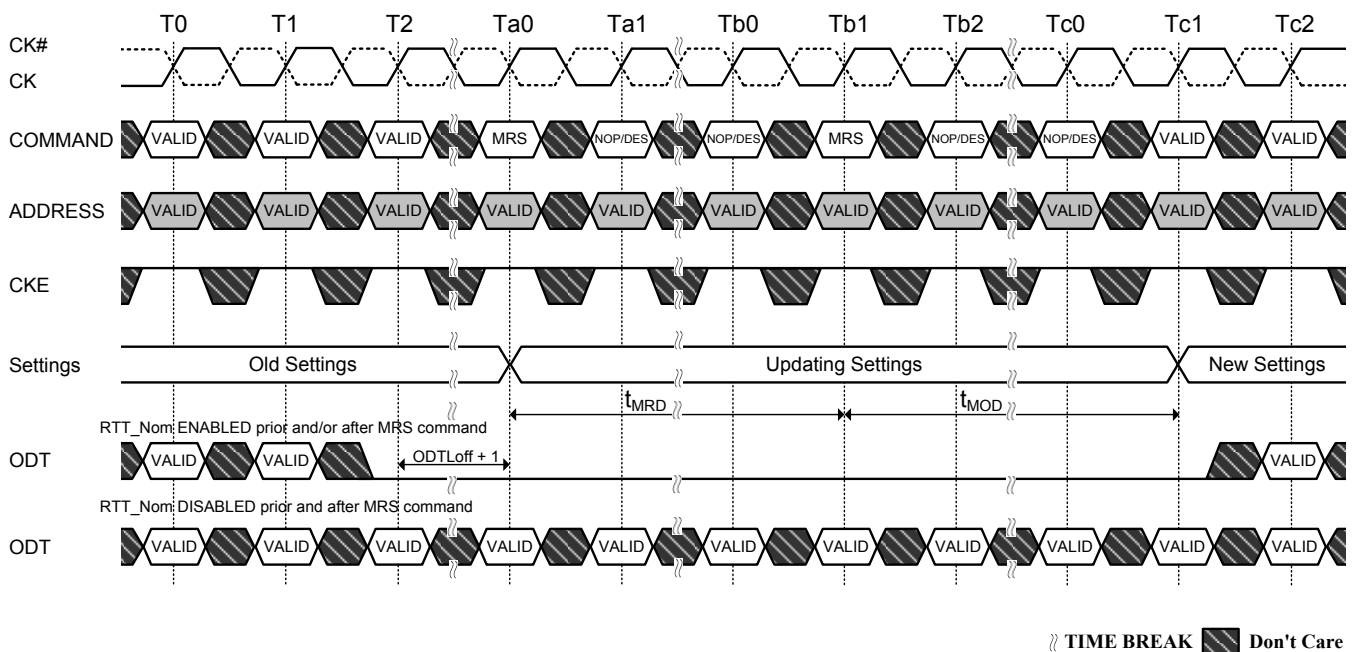 T0 T1 T2 Ta0 Ta1 Tb0 Tb1 Tb2 Tc0 Tc1 Tc2
CK#
CK
COMMAND VALID VALID VALID MRS NOP/DES NOP/DES MRS NOP/DES NOP/DES VALID VALID
ADDRESS VALID VALID VALID VALID VALID VALID VALID VALID VALID VALID VALID
CKE
Settings Old Settings Updating Settings New Settings
tMRD tMOD
RTT_Nom ENABLED prior and/or after MRS command
ODT VALID VALID ODTLoff + 1 VALID
RTT_Nom DISABLED prior and after MRS command
ODT VALID VALID VALID VALID VALID VALID VALID VALID VALID VALID VALID
TIME BREAK Don't Care